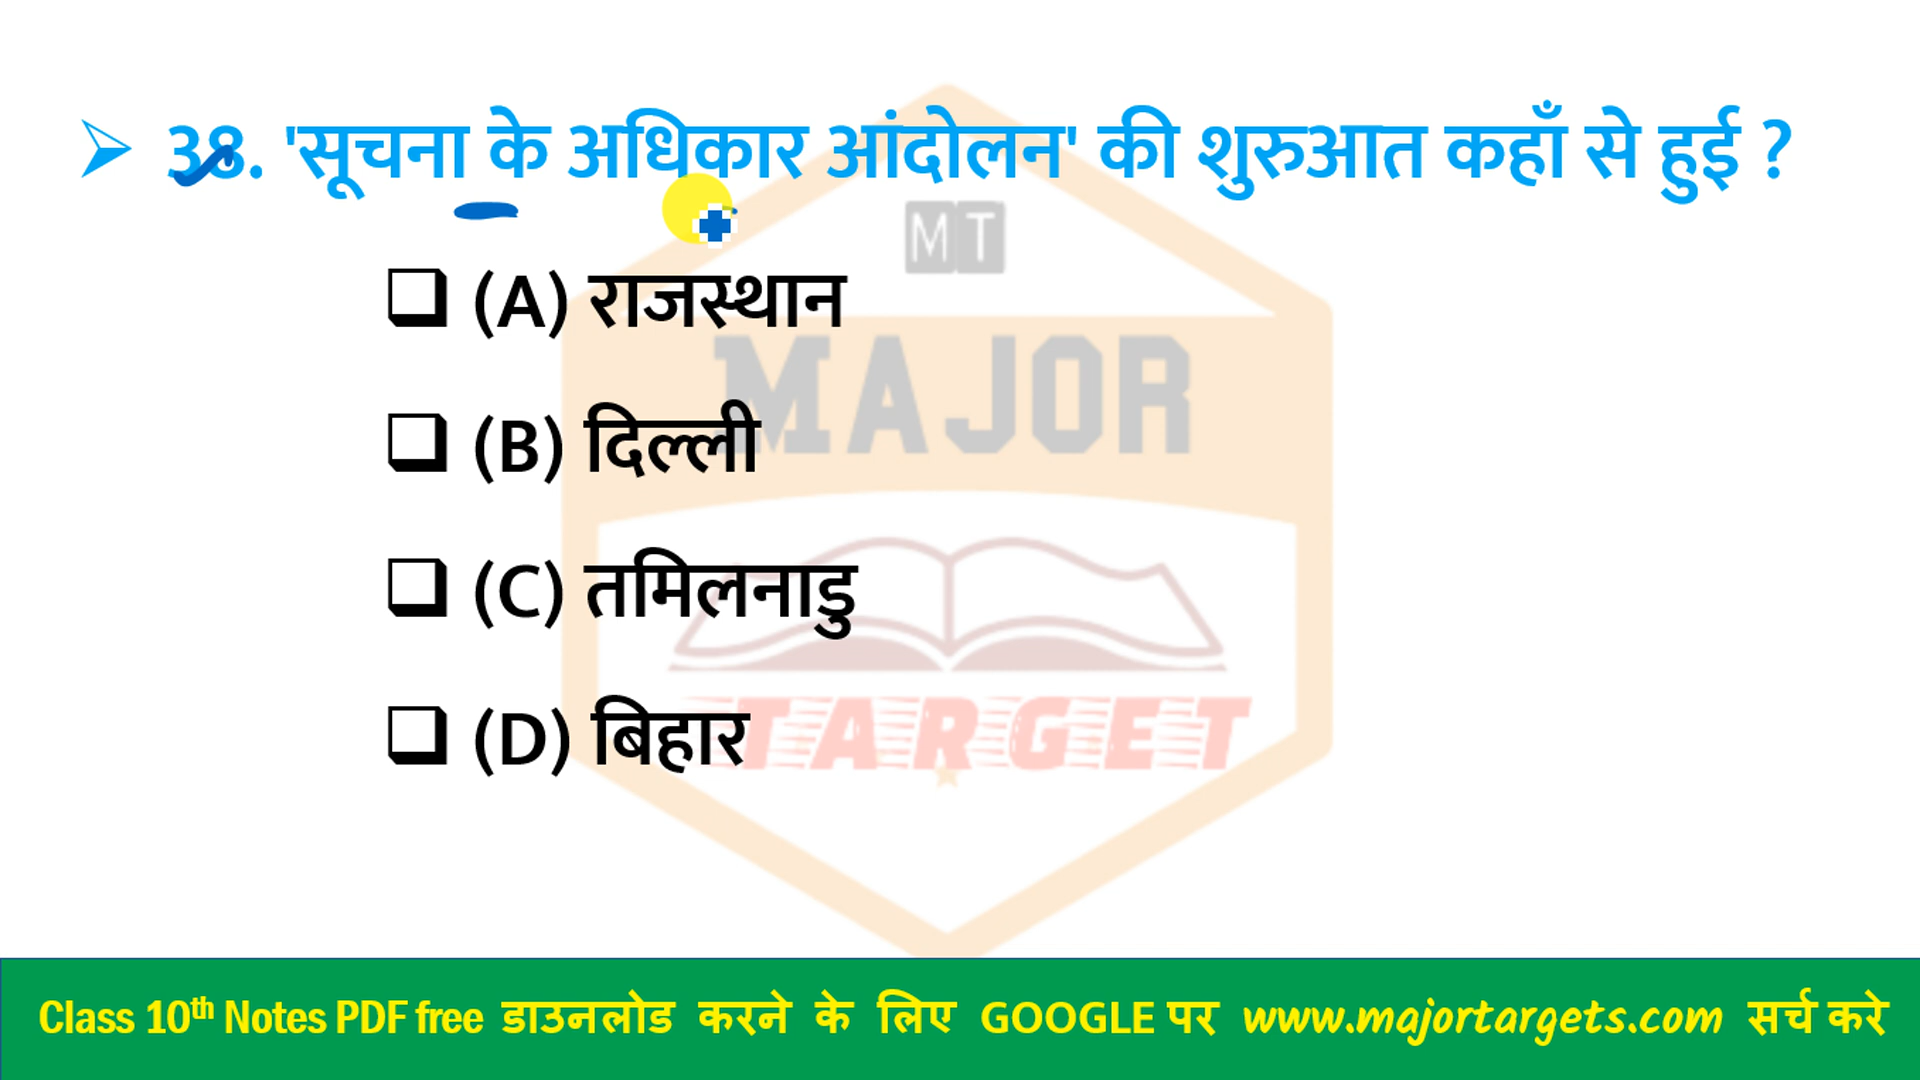 ➢ 38. 'सूचना के अधिकार आंदोलन' की शुरुआत कहाँ से हुई ?
MT
❑ (A) राजस्थान
MAJOR
❑ (B) दिल्ली
❑ (C) तमिलनाडु
❑ (D) बिहार
TARGET
Class 10th Notes PDF free डाउनलोड करने के लिए GOOGLE पर www.majortargets.com सर्च करे